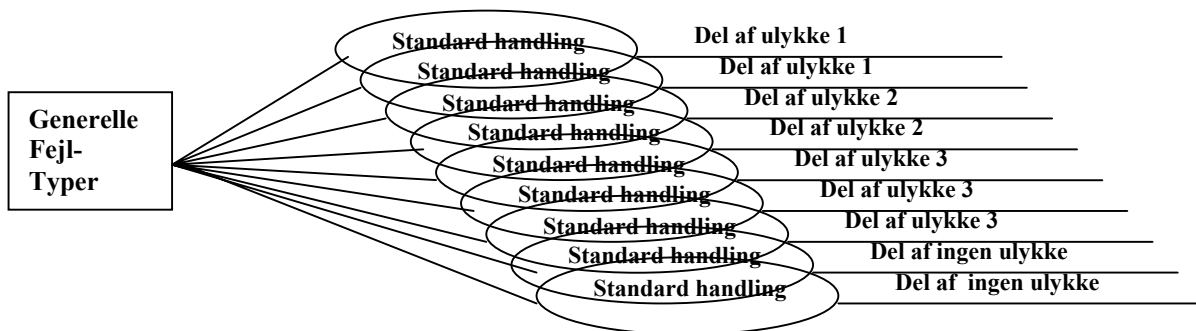 Generelle
Fejl-
Typer
Standard handling
Del af ulykke 1
Standard handling
Del af ulykke 1
Standard handling
Del af ulykke 2
Standard handling
Del af ulykke 2
Standard handling
Del af ulykke 3
Standard handling
Del af ulykke 3
Standard handling
Del af ulykke 3
Standard handling
Del af ingen ulykke
Standard handling
Del af ingen ulykke